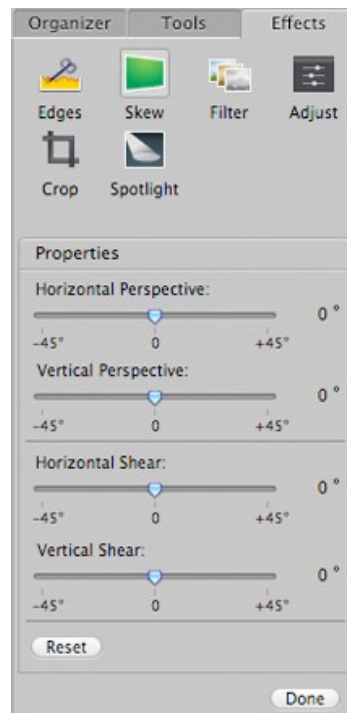 Organizer Tools Effects
Edges Skew Filter Adjust
Crop Spotlight
Properties
Horizontal Perspective:
0 °
-45° 0 +45°
Vertical Perspective:
0 °
-45° 0 +45°
Horizontal Shear:
0 °
-45° 0 +45°
Vertical Shear:
0 °
-45° 0 +45°
Reset
Done